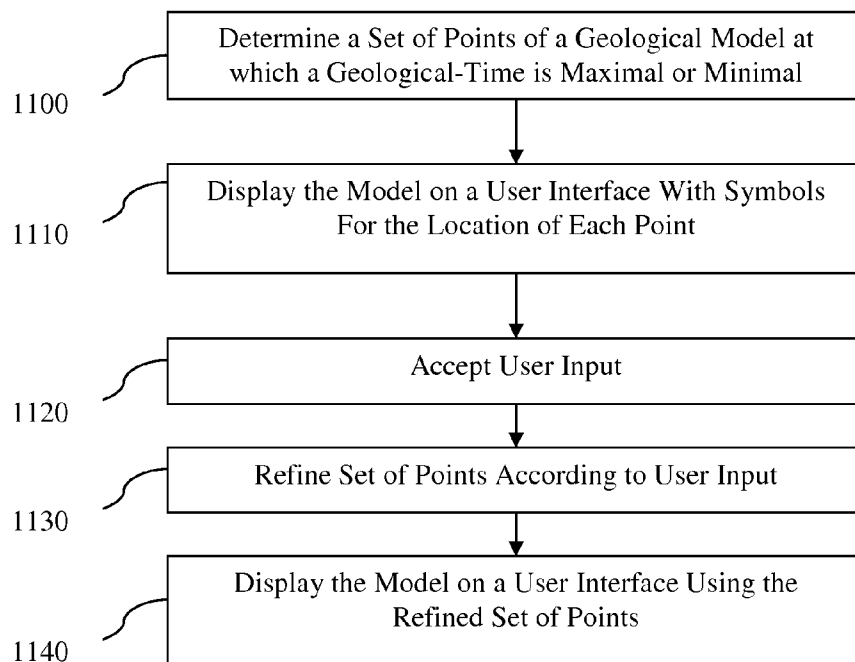 Determine a Set of Points of a Geological Model at
which a Geological-Time is Maximal or Minimal
1100
Display the Model on a User Interface With Symbols
For the Location of Each Point
1110
Accept User Input
1120
Refine Set of Points According to User Input
1130
Display the Model on a User Interface Using the
Refined Set of Points
1140